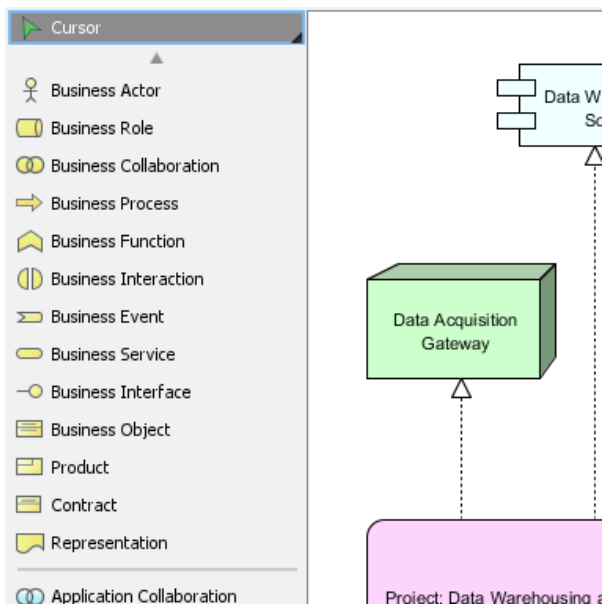 Cursor
Business Actor
Business Role
Business Collaboration
Business Process
Business Function
Business Interaction
Business Event
Business Service
Business Interface
Business Object
Product
Contract
Representation
Application Collaboration
Data W
Data Acquisition
Gateway
Project: Data Warehousing a